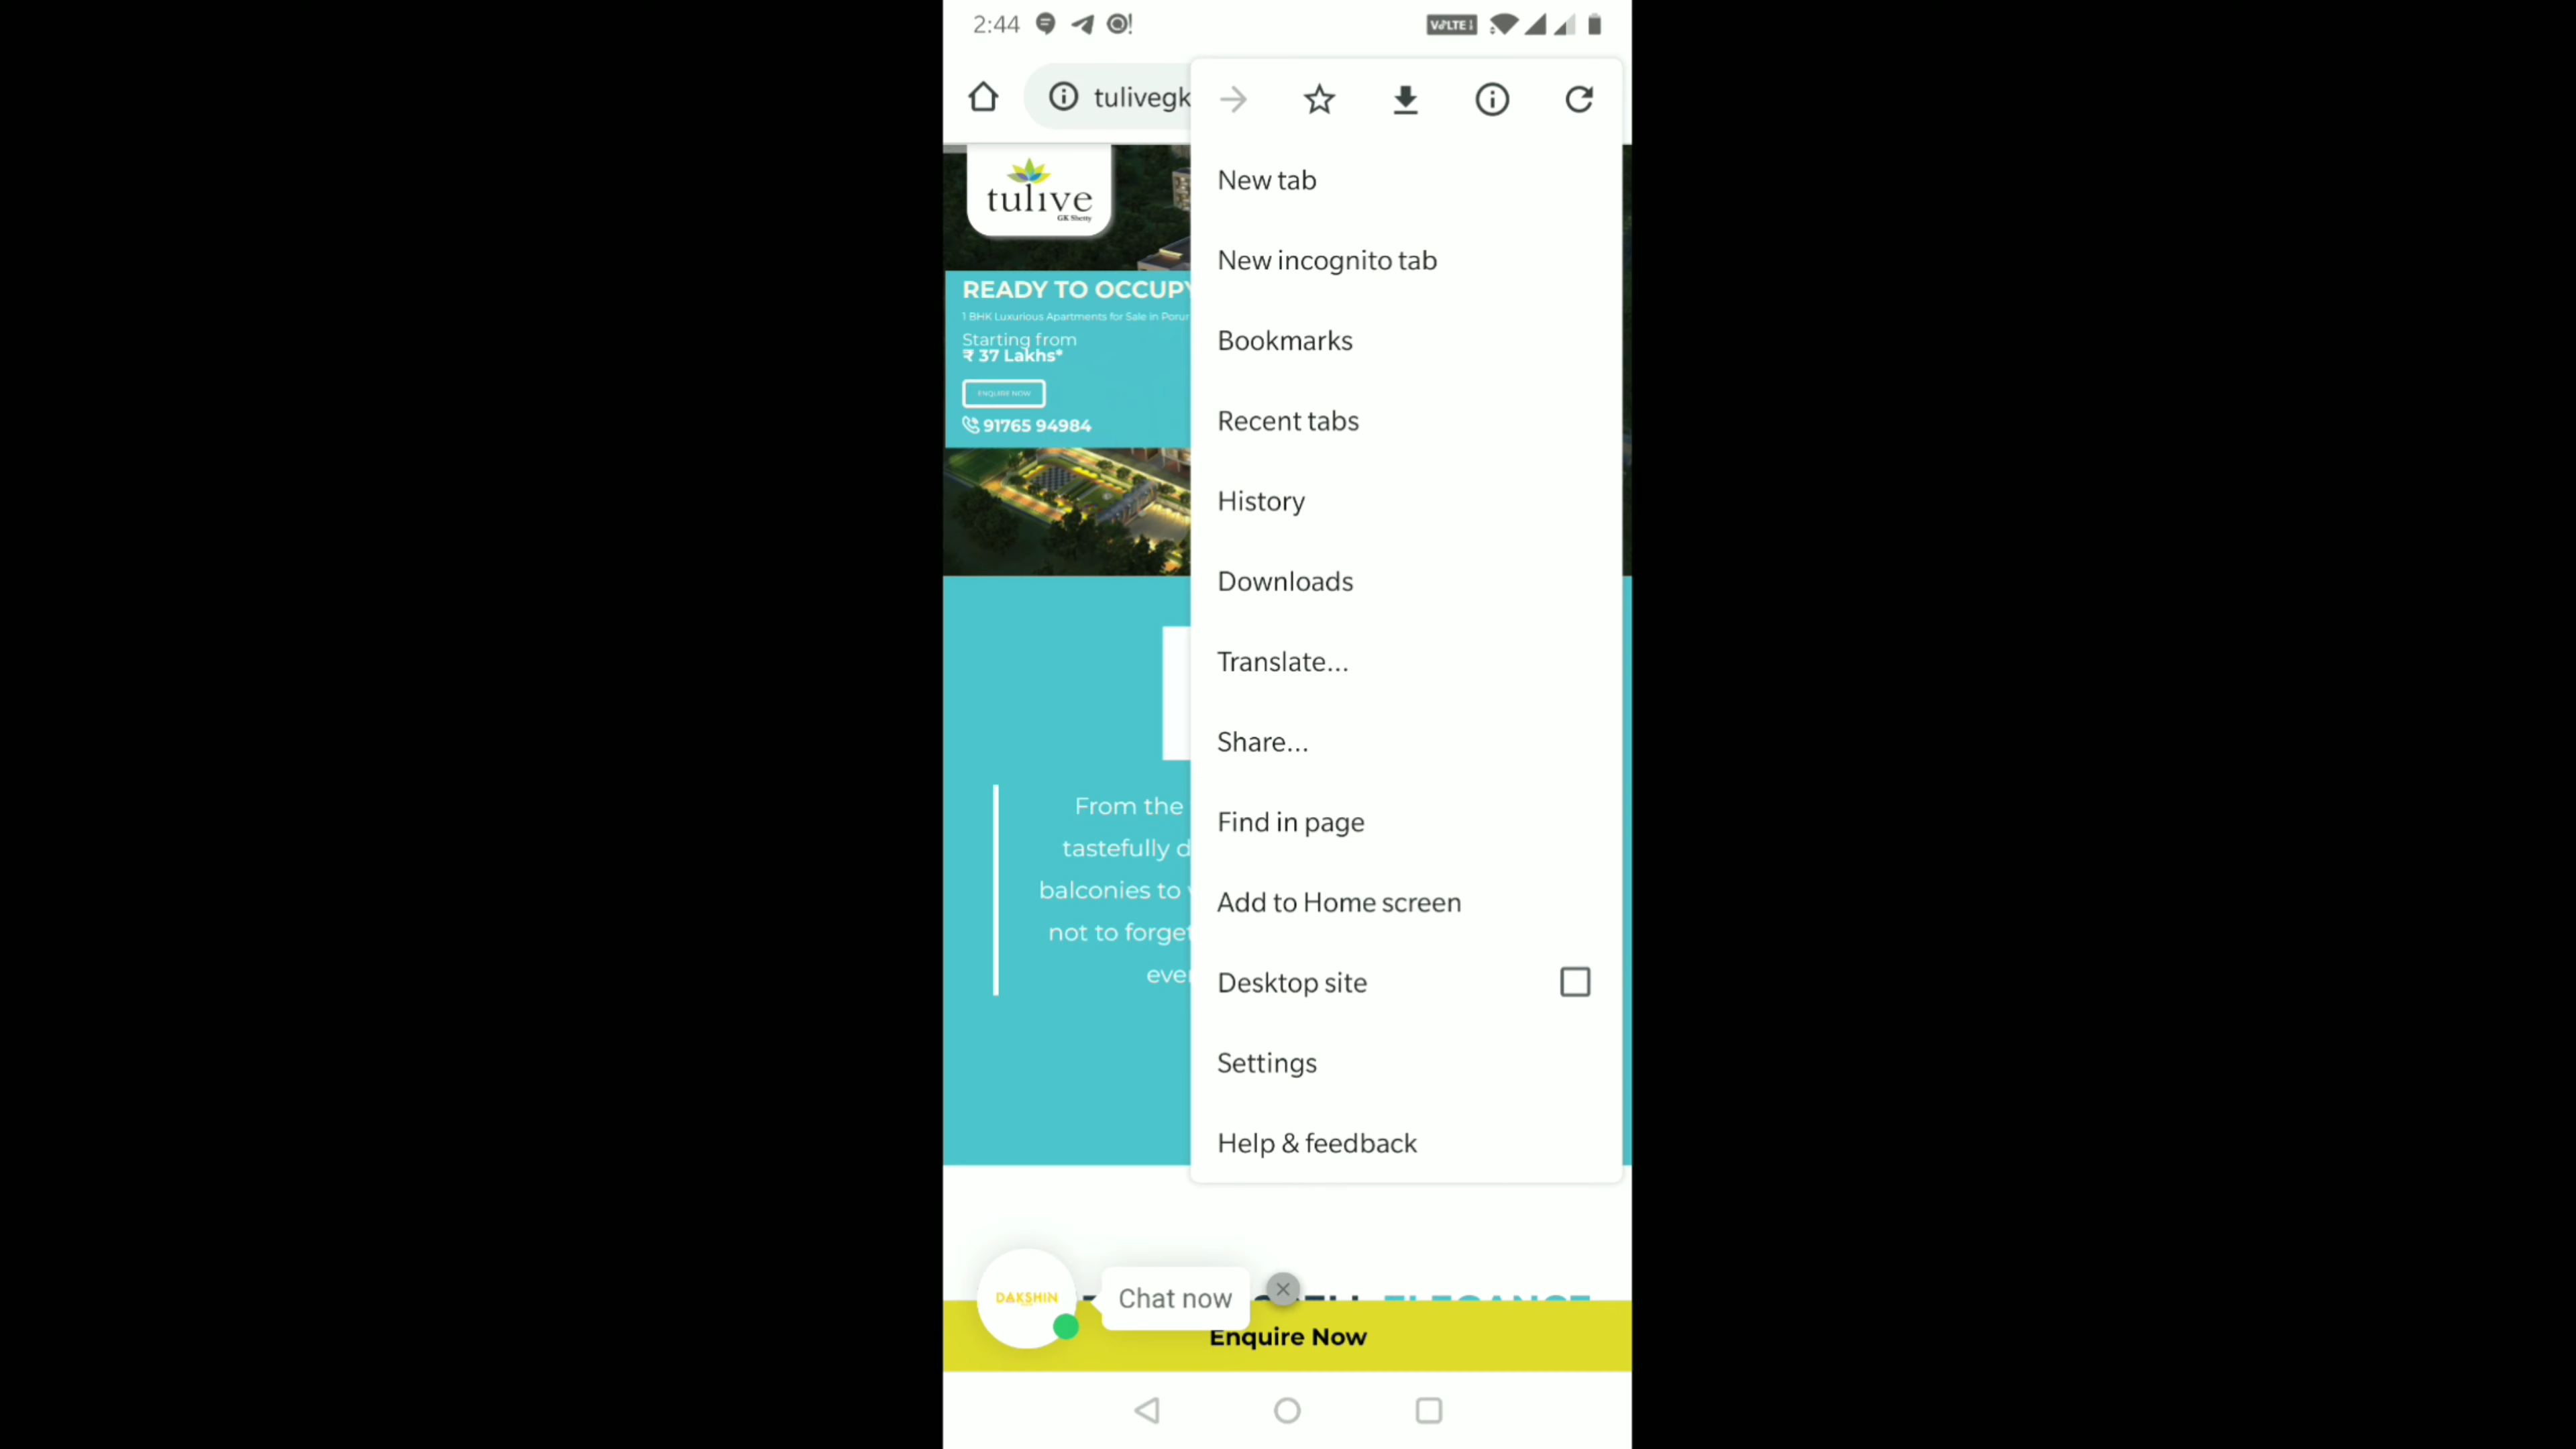 2:44
VoLTE
tulivegk
tulive
GK Shetty
READY TO OCCUPY
1 BHK Luxurious Apartments for Sale in Porur
Starting from
₹ 37 Lakhs*
ENQUIRE NOW
91765 94984
From the
tastefully d
balconies to
not to forget
ever
New tab
New incognito tab
Bookmarks
Recent tabs
History
Downloads
Translate...
Share...
Find in page
Add to Home screen
Desktop site
Settings
Help & feedback
ELEGANCE
DAKSHIN
Chat now
Enquire Now